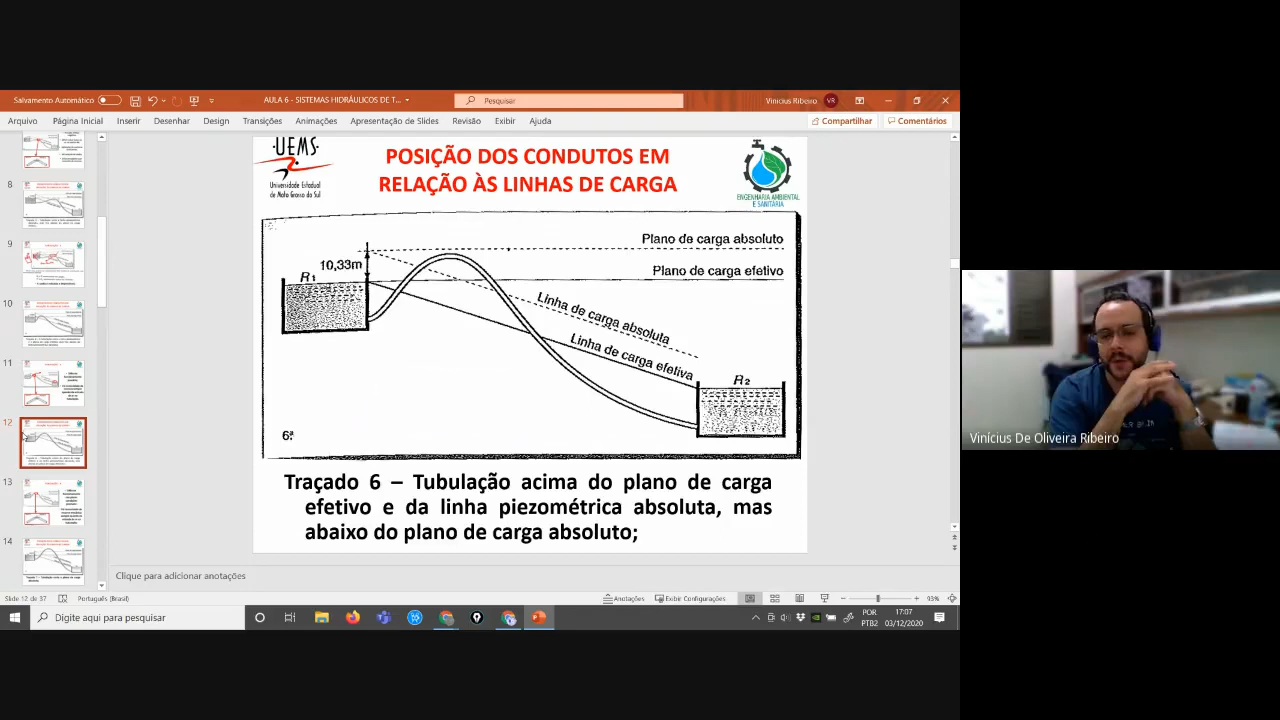 Salvamento Automático
AULA 6 - SISTEMAS HIDRÁULICOS DE T...
Pesquisar
Vinicius Ribeiro
VR
Arquivo
Página Inicial
Inserir
Desenhar
Design
Transições
Animações
Apresentação de Slides
Revisão
Exibir
Ajuda
Compartilhar
Comentários
8
9
10
11
12
13
14
UEMS
Universidade Estadual
de Mato Grosso do Sul
POSIÇÃO DOS CONDUTOS EM
RELAÇÃO ÀS LINHAS DE CARGA
ENGENHARIA AMBIENTAL
E SANITÁRIA
Plano de carga absoluto
10,33m
Plano de carga efetivo
R1
Linha de carga absoluta
Linha de carga efetiva
R2
6ª
Traçado 6 – Tubulação acima do plano de carga
efetivo e da linha piezométrica absoluta, mas
abaixo do plano de carga absoluto;
Vinícius De Oliveira Ribeiro
Clique para adicionar anotações
Slide 12 de 37
Português (Brasil)
Anotações
Exibir Configurações
93%
Digite aqui para pesquisar
POR
PTB2
17:07
03/12/2020